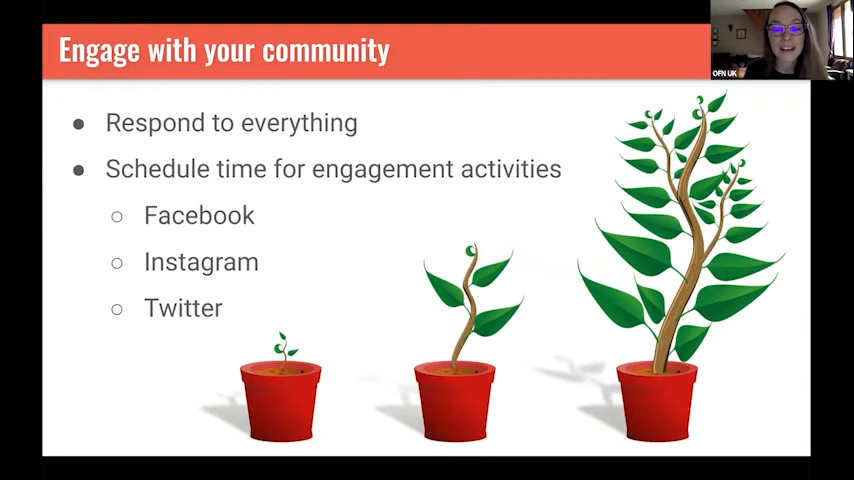 Engage with your community
OFN UK
● Respond to everything
● Schedule time for engagement activities
○ Facebook
○ Instagram
○ Twitter